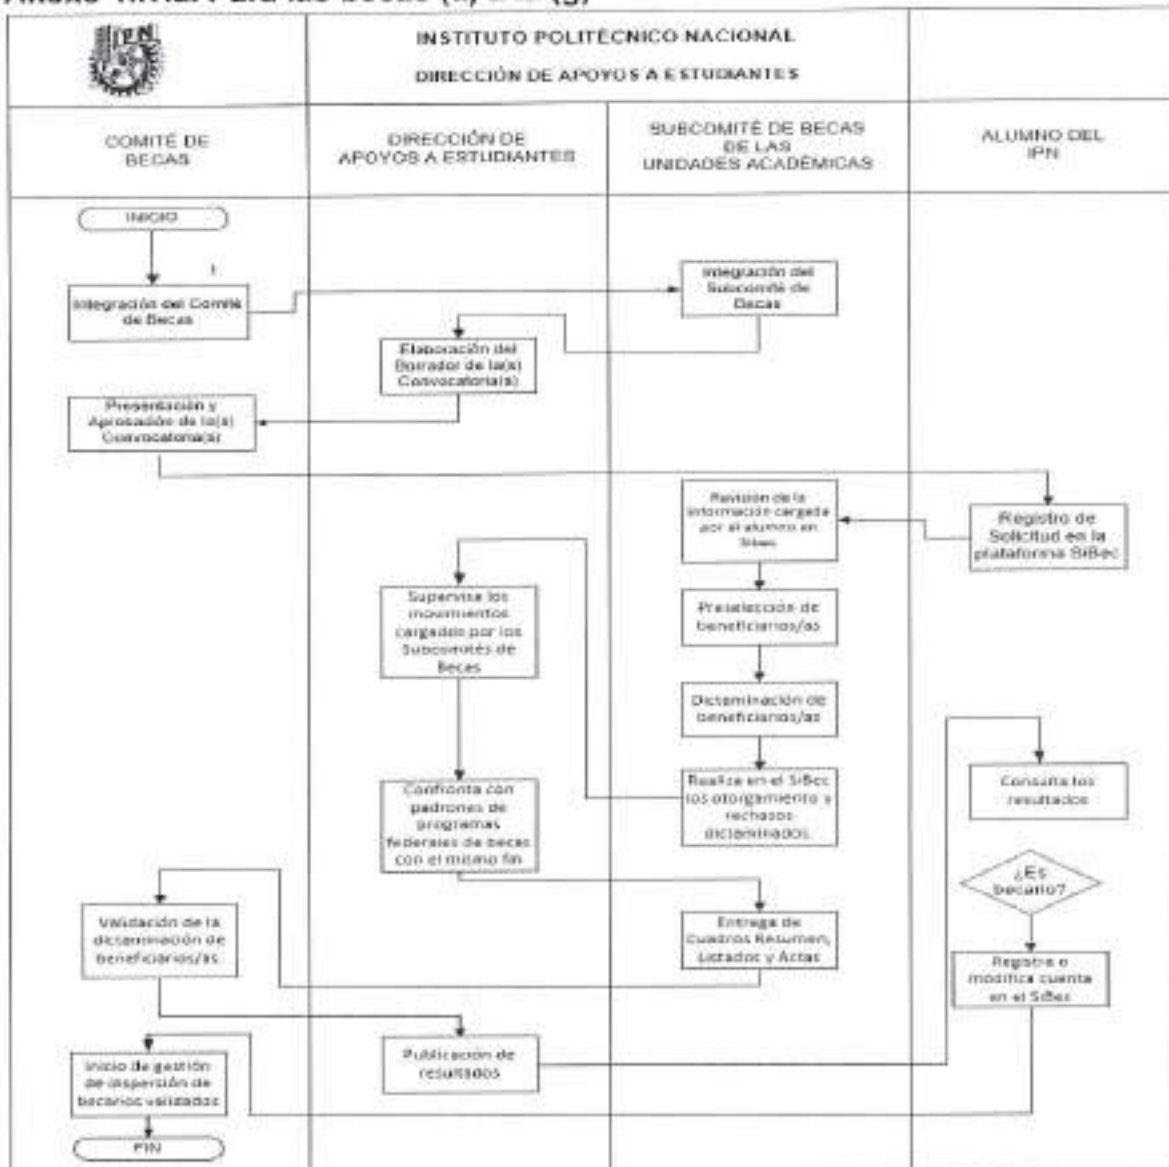 IPN
INSTITUTO POLITÉCNICO NACIONAL
DIRECCIÓN DE APOYOS A ESTUDIANTES
COMITÉ DE
BECAS
DIRECCIÓN DE
APOYOS A ESTUDIANTES
SUBCOMITÉ DE BECAS
DE LAS
UNIDADES ACADÉMICAS
ALUMNO DEL
IPN
INICIO
1
Integración del Comité
de Becas
Integración del
Subcomité de
Becas
Elaboración del
Borrador de la(s)
Convocatoria(s)
Presentación y
Aprobación de la(s)
Convocatoria(s)
Registro de
Solicitud en la
plataforma SiBec
Revisión de la
información cargada
por el alumno en
Sibec
Preselección de
beneficiarios/as
Dictaminación de
beneficiarios/as
Realiza en el SiBec
los otorgamiento y
rechazos
dictaminados.
Supervisa los
movimientos
cargados por los
Subcomités de
Becas
Confronta con
padrones de
programas
federales de becas
con el mismo fin
Entrega de
Cuadros Resumen,
Listados y Actas
Validación de la
dictaminación de
beneficiarios/as
Publicación de
resultados
Consulta los
resultados
¿Es
becario?
Registra o
modifica cuenta
en el SiBec
Inicio de gestión
de dispersión de
becarios validados
FIN